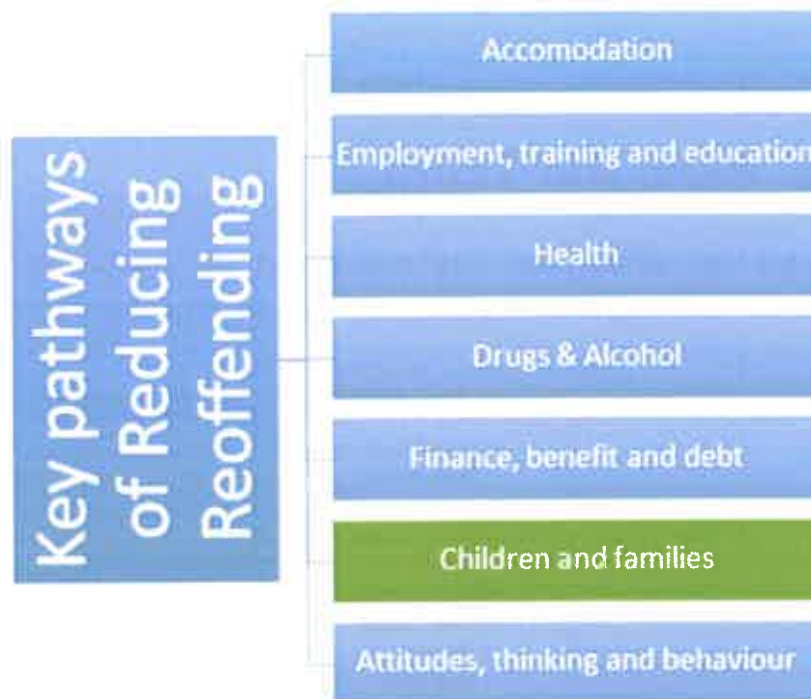 Key pathways
of Reducing
Reoffending
Accomodation
Employment, training and education
Health
Drugs & Alcohol
Finance, benefit and debt
Children and families
Attitudes, thinking and behaviour